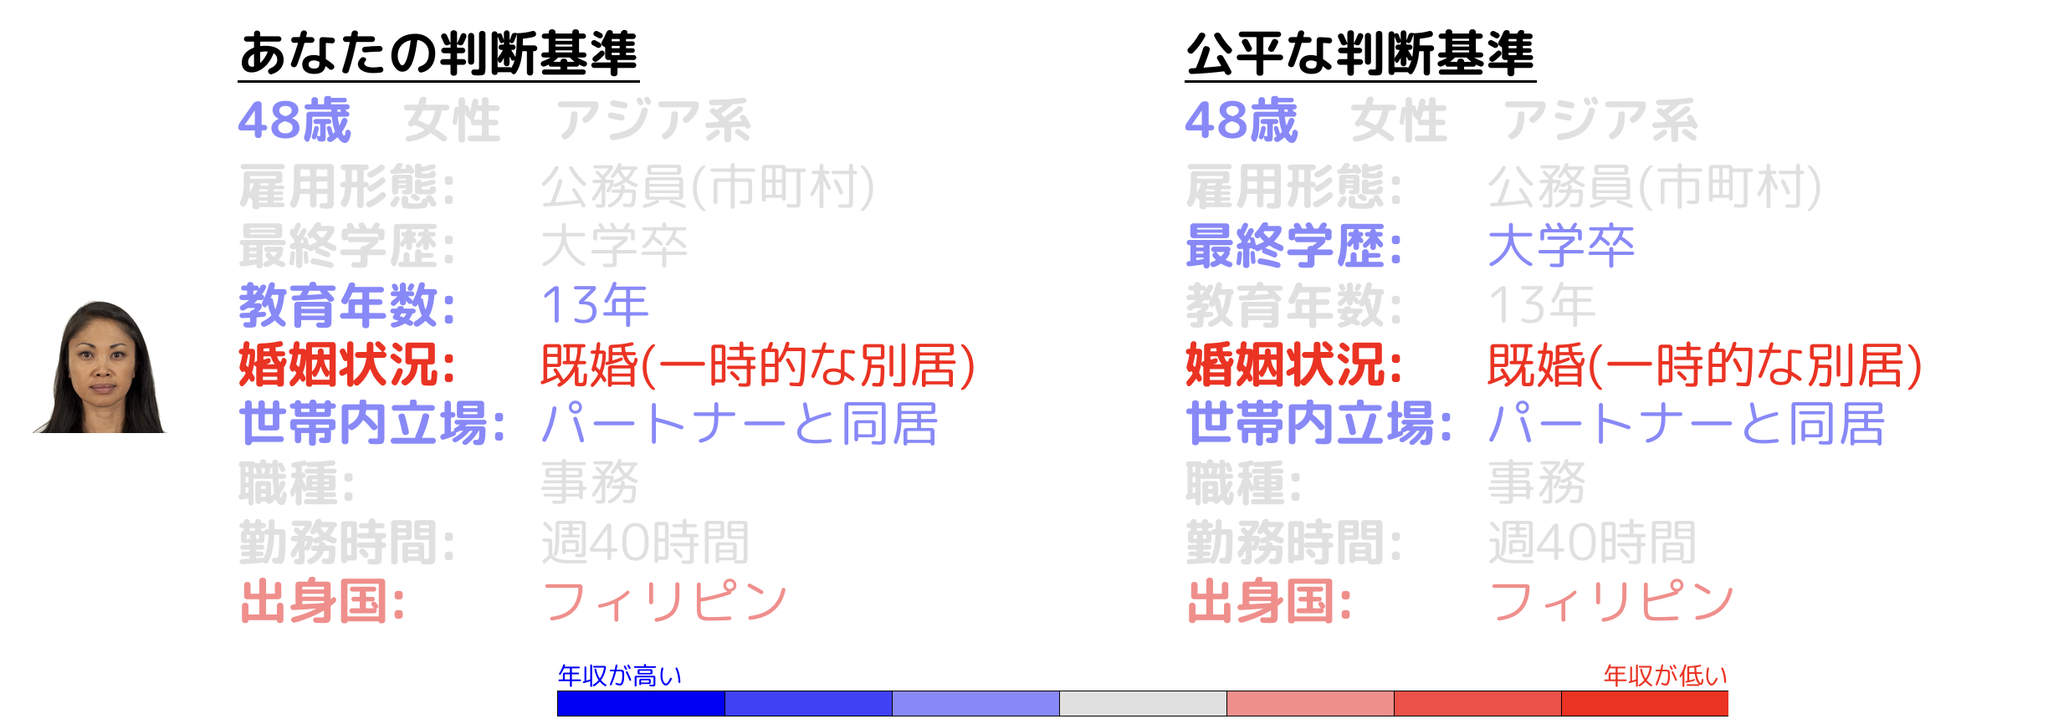 あなたの判断基準
48歳 女性 アジア系
雇用形態: 公務員(市町村)
最終学歴: 大学卒
教育年数: 13年
婚姻状況: 既婚(一時的な別居)
世帯内立場: パートナーと同居
職種: 事務
勤務時間: 週40時間
出身国: フィリピン
公平な判断基準
48歳 女性 アジア系
雇用形態: 公務員(市町村)
最終学歴: 大学卒
教育年数: 13年
婚姻状況: 既婚(一時的な別居)
世帯内立場: パートナーと同居
職種: 事務
勤務時間: 週40時間
出身国: フィリピン
年収が高い
年収が低い